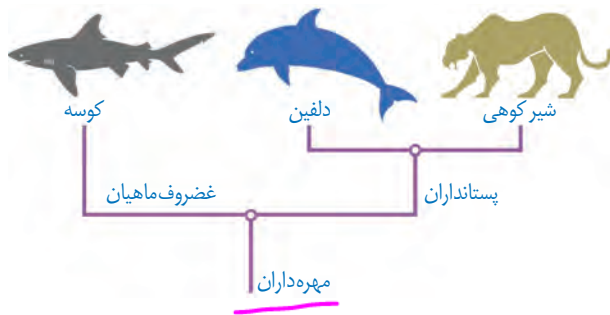 شیر کوهی
دلفین
کوسه
پستانداران
غضروف‌ماهیان
مهره‌داران